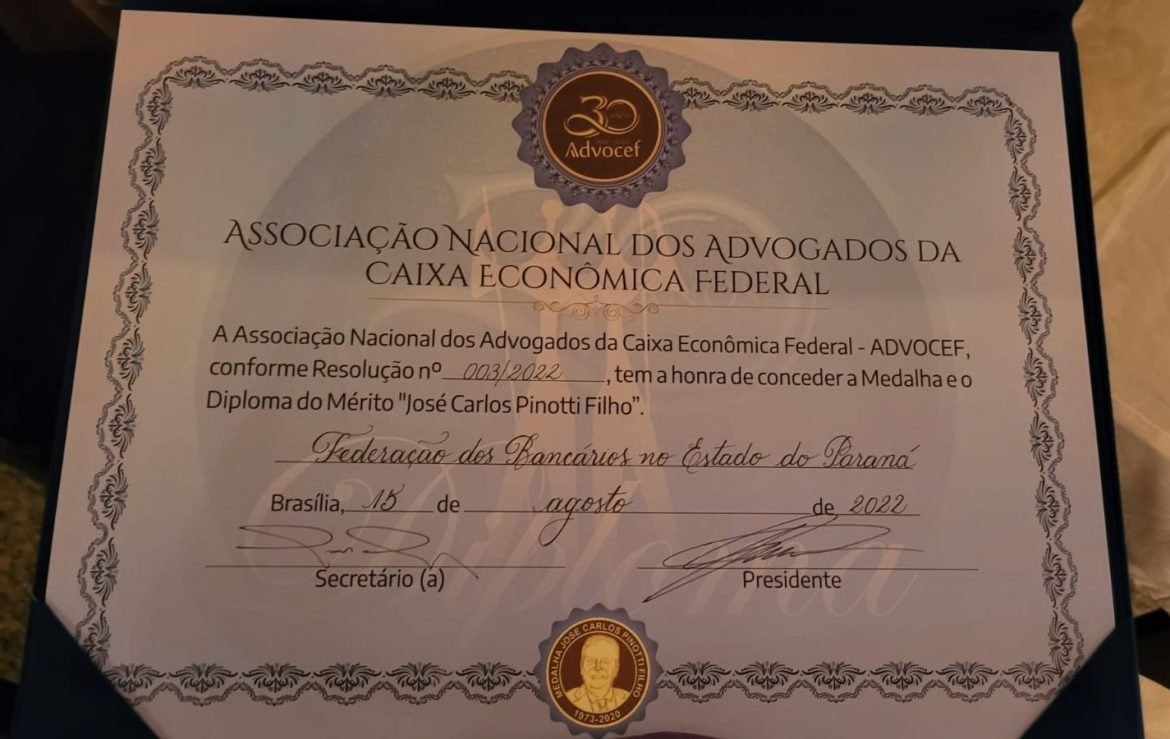 30 ANOS
Advocef
ASSOCIAÇÃO NACIONAL DOS ADVOGADOS DA
CAIXA ECONÔMICA FEDERAL
A Associação Nacional dos Advogados da Caixa Econômica Federal - ADVOCEF,
conforme Resolução nº 003/2022, tem a honra de conceder a Medalha e o
Diploma do Mérito "José Carlos Pinotti Filho”.
Federação dos Bancários no Estado do Paraná
Brasília, 15 de agosto de 2022
Secretário (a) Presidente
Diploma
MEDALHA JOSÉ CARLOS PINOTTI FILHO
1973-2020